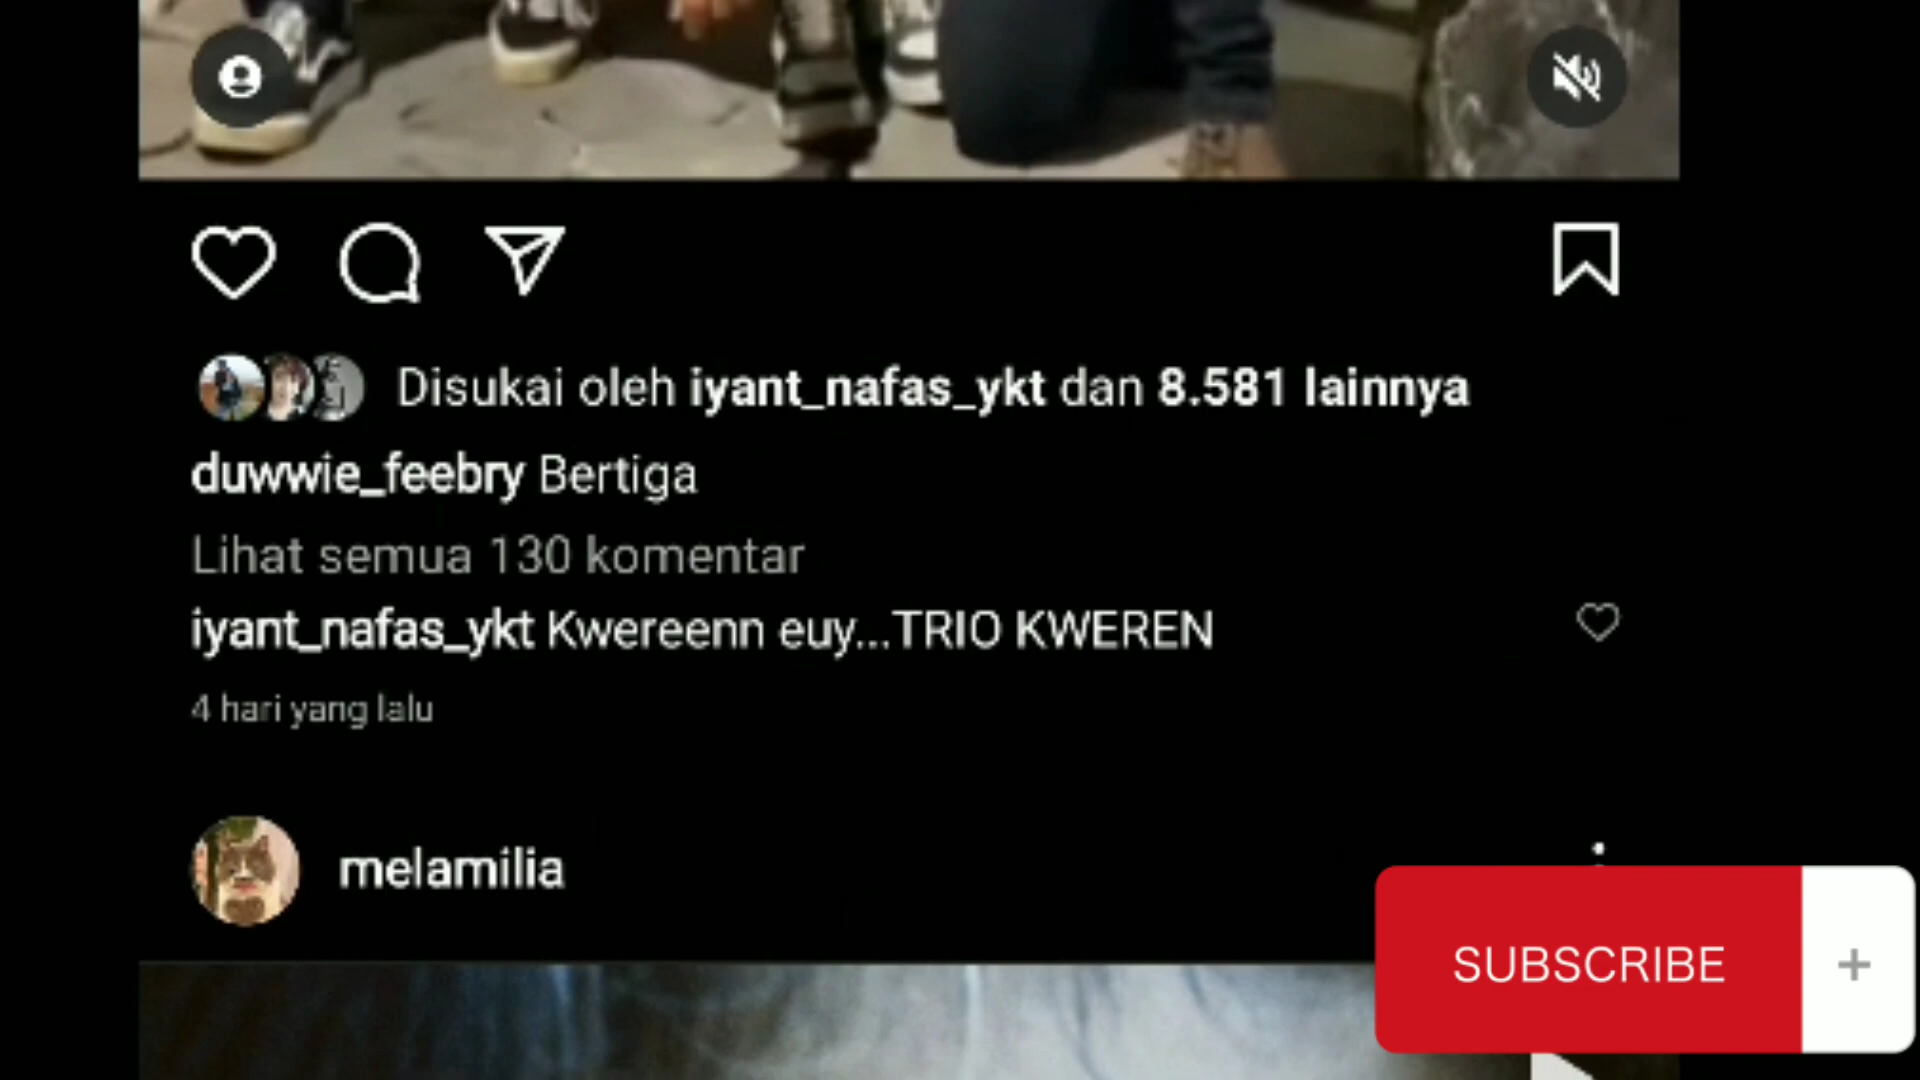 Disukai oleh iyant_nafas_ykt dan 8.581 lainnya
duwwie_feebry Bertiga
Lihat semua 130 komentar
iyant_nafas_ykt Kwereenn euy...TRIO KWEREN
4 hari yang lalu
melamilia
SUBSCRIBE